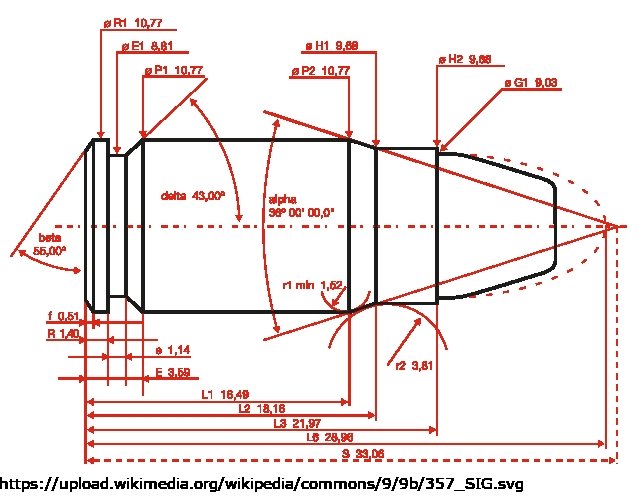 ø R1 10,77
ø E1 8,81
ø P1 10,77
ø H1 9,68
ø P2 10,77
ø H2 9,68
ø G1 9,03
delta 43,00°
alpha
36° 00' 00,0"
beta
55,00°
r1 min 1,52
f 0,51
R 1,40
e 1,14
E 3,59
r2 3,81
L1 16,49
L2 18,16
L3 21,97
L6 28,96
S 33,06
https://upload.wikimedia.org/wikipedia/commons/9/9b/357_SIG.svg